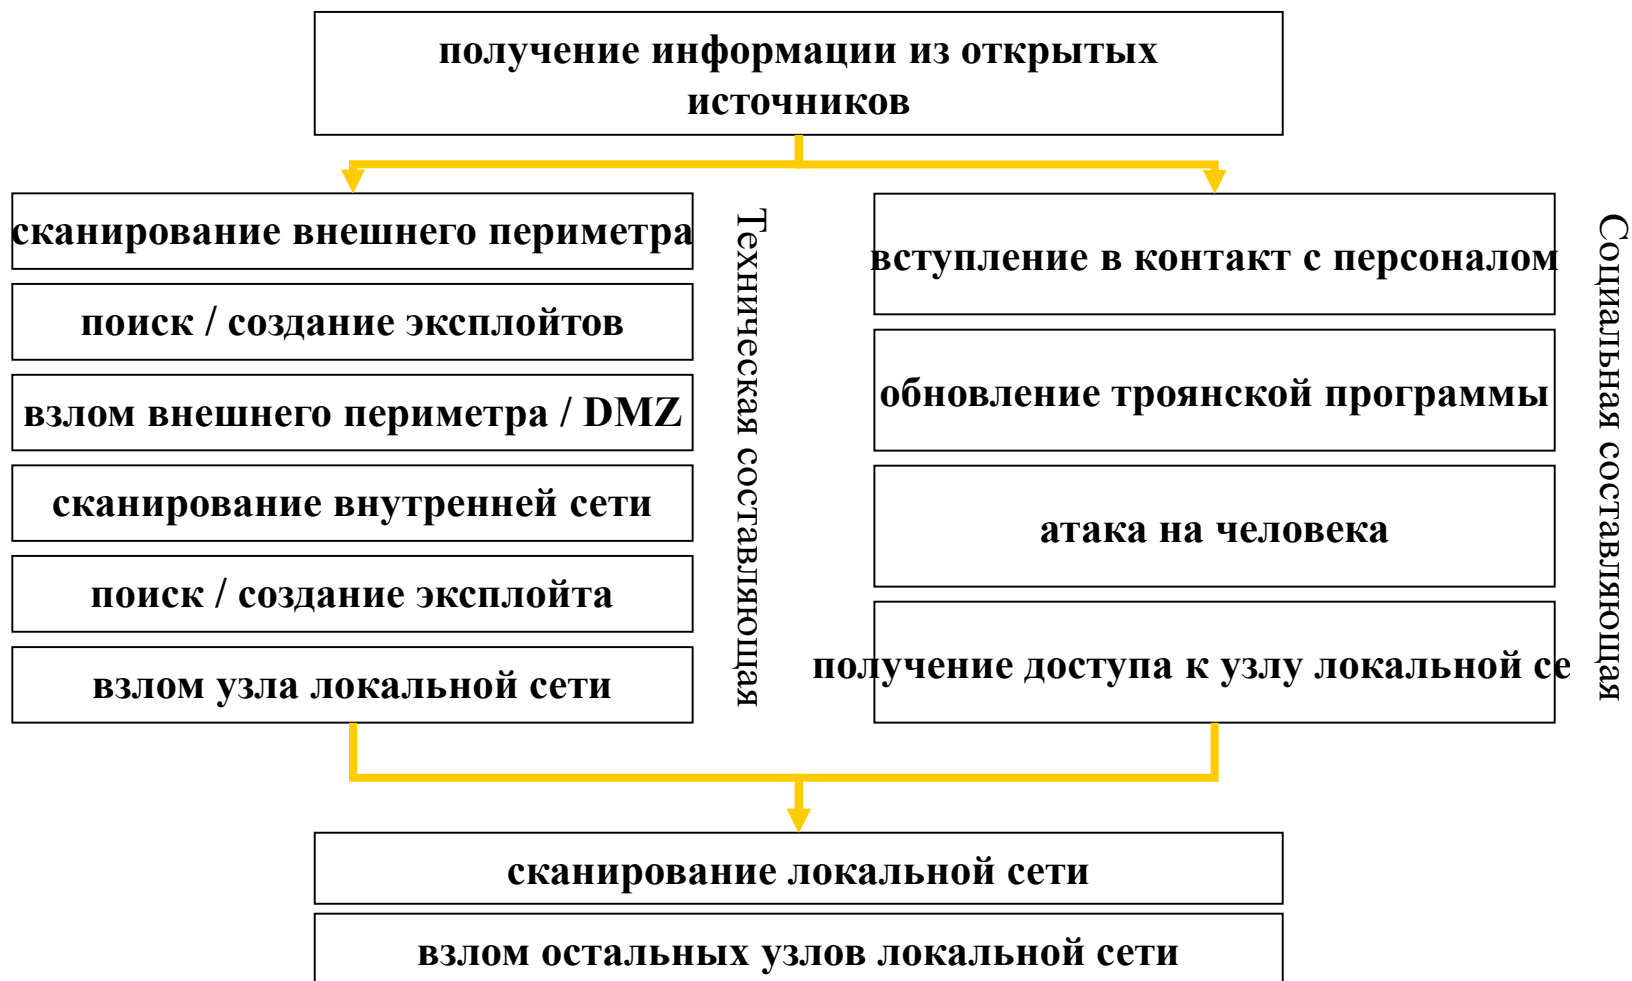 получение информации из открытых
источников
сканирование внешнего периметра
поиск / создание эксплойтов
взлом внешнего периметра / DMZ
сканирование внутренней сети
поиск / создание эксплойта
взлом узла локальной сети
Техническая составляющая
вступление в контакт с персоналом
обновление троянской программы
атака на человека
получение доступа к узлу локальной се
Социальная составляющая
сканирование локальной сети
взлом остальных узлов локальной сети